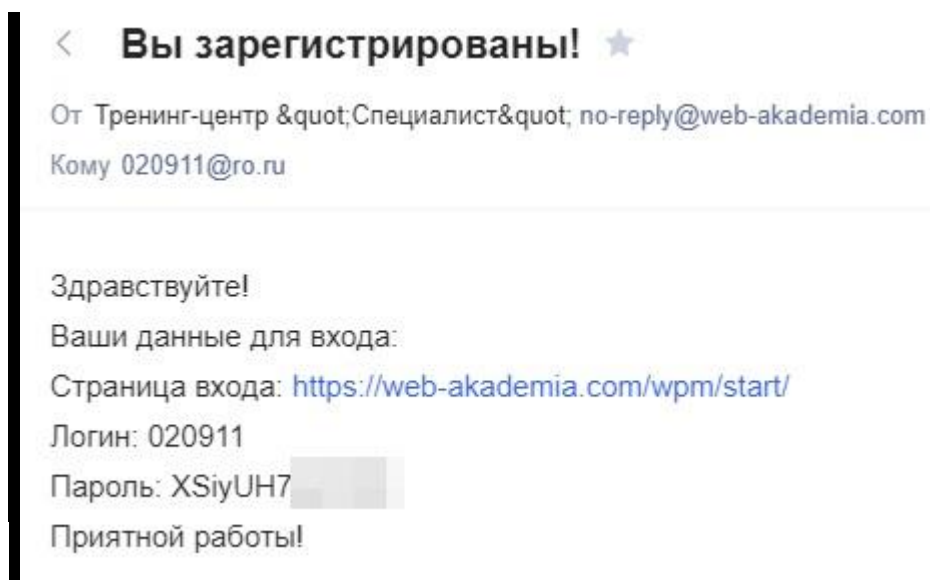 Вы зарегистрированы!
От Тренинг-центр &quot;Специалист&quot; no-reply@web-akademia.com
Кому 020911@ro.ru
Здравствуйте!
Ваши данные для входа:
Страница входа: https://web-akademia.com/wpm/start/
Логин: 020911
Пароль: XSiyUH7
Приятной работы!